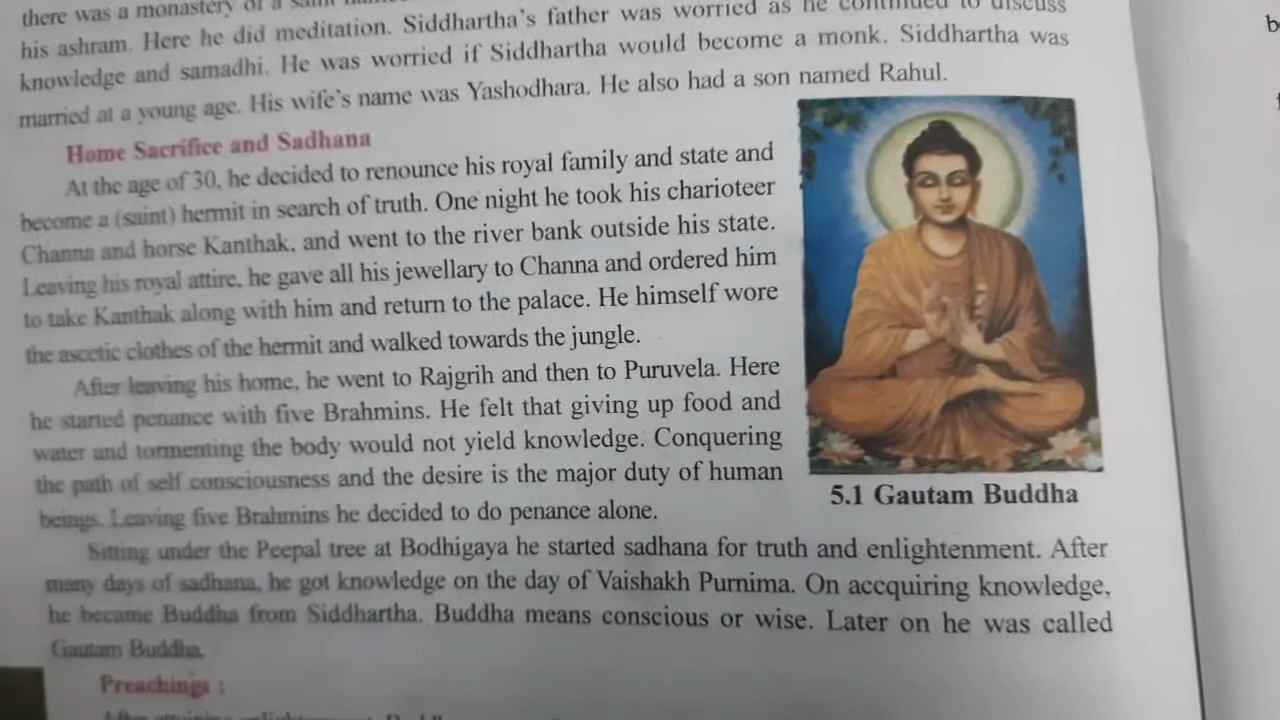 there was a monastery of a saint
his ashram. Here he did meditation. Siddhartha's father was worried as he continued to discuss
knowledge and samadhi. He was worried if Siddhartha would become a monk. Siddhartha was
married at a young age. His wife's name was Yashodhara. He also had a son named Rahul.
Home Sacrifice and Sadhana
At the age of 30, he decided to renounce his royal family and state and
become a (saint) hermit in search of truth. One night he took his charioteer
Channa and horse Kanthak, and went to the river bank outside his state.
Leaving his royal attire, he gave all his jewellary to Channa and ordered him
to take Kanthak along with him and return to the palace. He himself wore
the ascetic clothes of the hermit and walked towards the jungle.
After leaving his home, he went to Rajgrih and then to Puruvela. Here
he started penance with five Brahmins. He felt that giving up food and
water and tormenting the body would not yield knowledge. Conquering
the path of self consciousness and the desire is the major duty of human
beings. Leaving five Brahmins he decided to do penance alone.
5.1 Gautam Buddha
Sitting under the Peepal tree at Bodhigaya he started sadhana for truth and enlightenment. After
many days of sadhana, he got knowledge on the day of Vaishakh Purnima. On accquiring knowledge,
he became Buddha from Siddhartha. Buddha means conscious or wise. Later on he was called
Gautam Buddha.
Preachings :